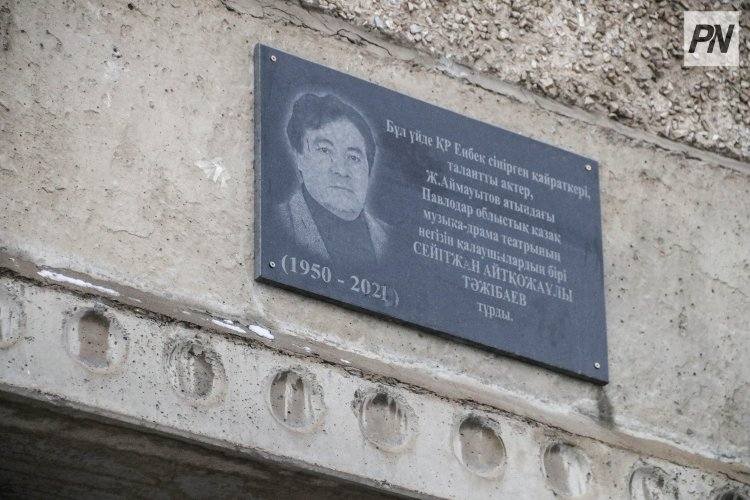 PN
Бұл үйде ҚР Еңбек сіңірген қайраткері,
талантты актер,
Ж.Аймауытов атындағы
Павлодар облыстық қазақ
музыка-драма театрының
негізін қалаушылардың бірі
СЕЙІТЖАН АЙТҚОЖАҰЛЫ
ТӘЖІБАЕВ
тұрды.
(1950 - 2021)